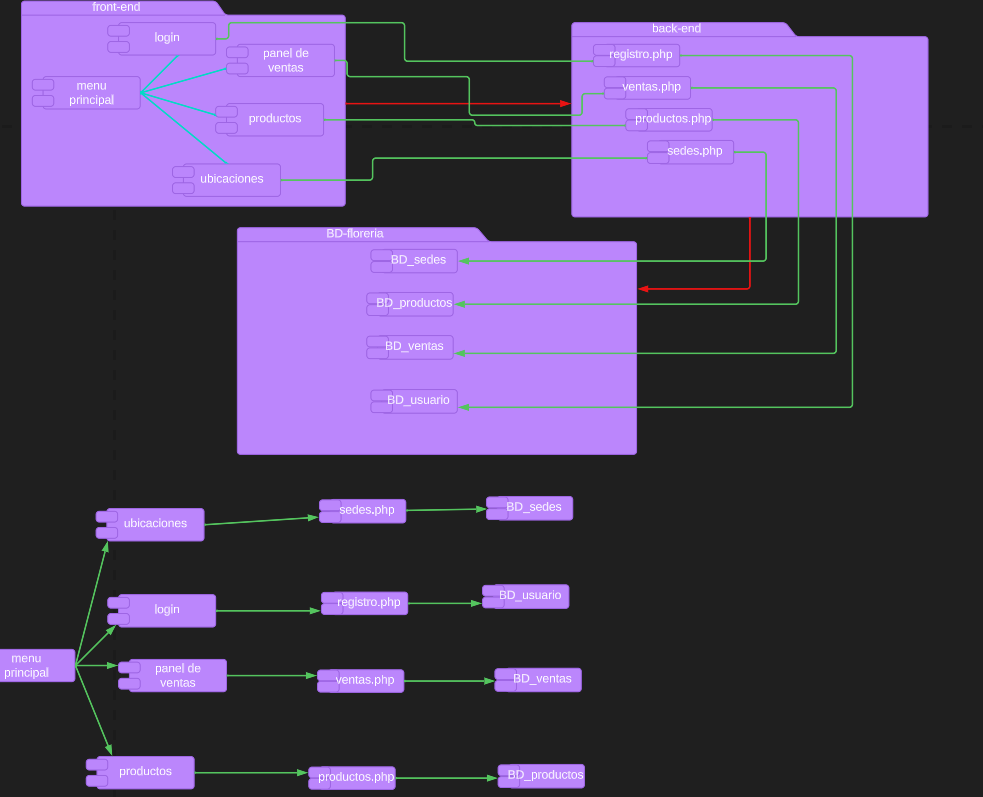 front-end
login
panel de
ventas
menu
principal
productos
ubicaciones
back-end
registro.php
ventas.php
productos.php
sedes.php
BD-floreria
BD_sedes
BD_productos
BD_ventas
BD_usuario
ubicaciones
sedes.php
BD_sedes
login
registro.php
BD_usuario
menu
principal
panel de
ventas
ventas.php
BD_ventas
productos
productos.php
BD_productos